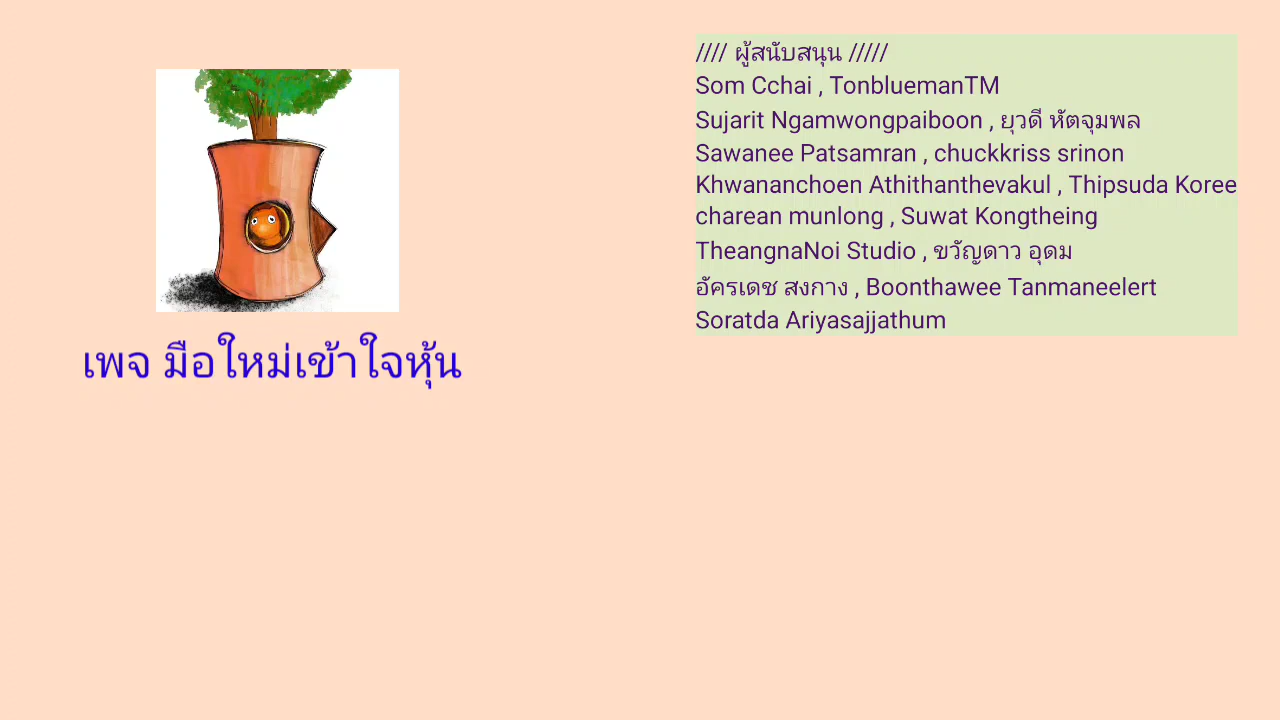 เพจ มือใหม่เข้าใจหุ้น
//// ผู้สนับสนุน /////
Som Cchai , TonbluemanTM
Sujarit Ngamwongpaiboon , ยุวดี หัตจุมพล
Sawanee Patsamran , chuckkriss srinon
Khwananchoen Athithanthevakul , Thipsuda Koree
charean munlong , Suwat Kongtheing
TheangnaNoi Studio , ขวัญดาว อุดม
อัครเดช สงกาง , Boonthawee Tanmaneelert
Soratda Ariyasajjathum